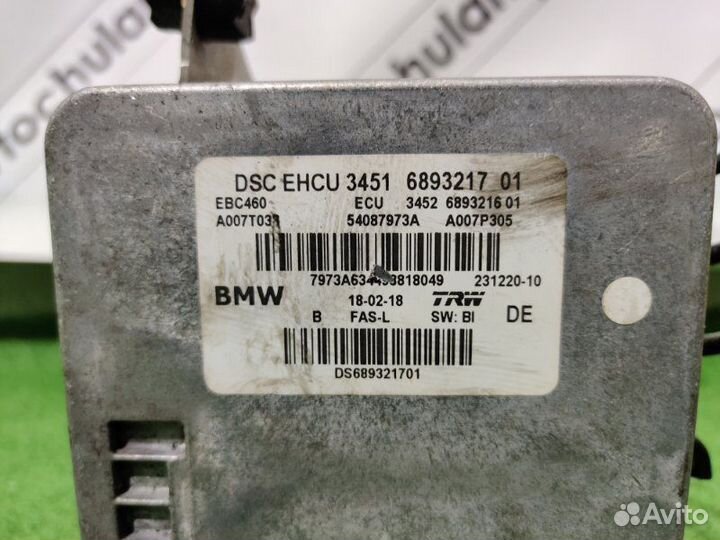 DSC EHCU 3451 6893217 01
EBC460 ECU 3452 6893216 01
54087973A A007P305
231220-10
BMW 18-02-18 TRW DE
B FAS-L SW: BI
DS689321701
Avito